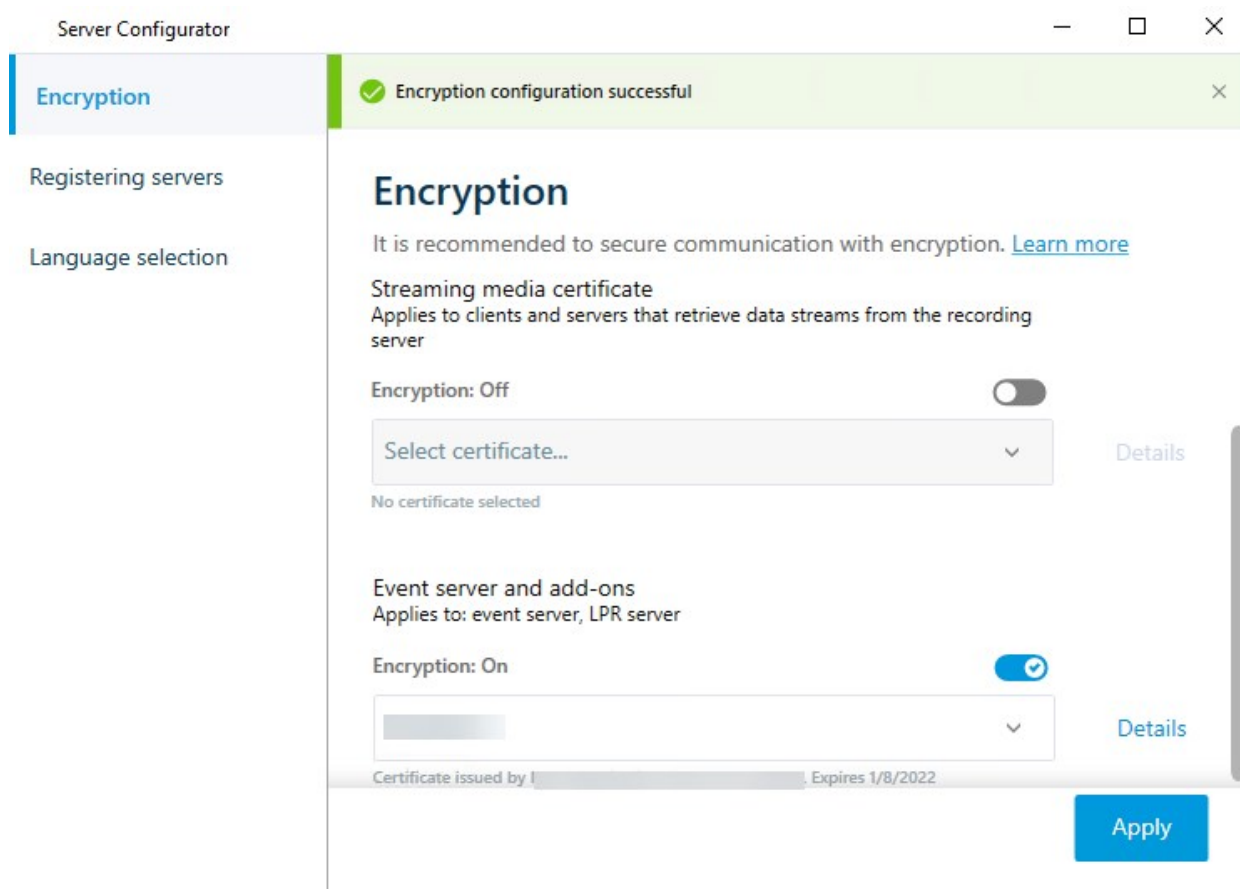 Server Configurator
Encryption
Registering servers
Language selection
Encryption configuration successful
Encryption
It is recommended to secure communication with encryption. Learn more
Streaming media certificate
Applies to clients and servers that retrieve data streams from the recording
server
Encryption: Off
Select certificate...
Details
No certificate selected
Event server and add-ons
Applies to: event server, LPR server
Encryption: On
Details
Certificate issued by . Expires 1/8/2022
Apply